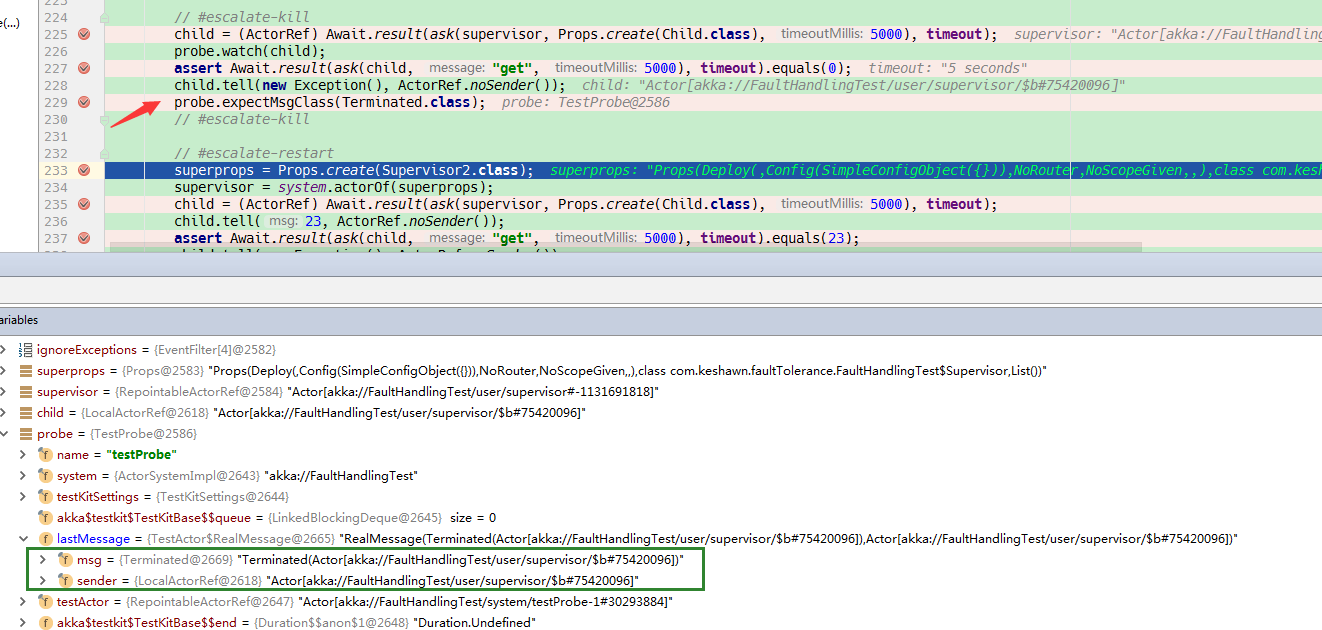 223
e(...)
224 // #escalate-kill
225 child = (ActorRef) Await.result(ask(supervisor, Props.create(Child.class), timeoutMillis: 5000), timeout); supervisor: "Actor[akka://FaultHandling
226 probe.watch(child);
227 assert Await.result(ask(child, message: "get", timeoutMillis: 5000), timeout).equals(0); timeout: "5 seconds"
228 child.tell(new Exception(), ActorRef.noSender()); child: "Actor[akka://FaultHandlingTest/user/supervisor/$b#75420096]"
229 probe.expectMsgClass(Terminated.class); probe: TestProbe@2586
230 // #escalate-kill
231
232 // #escalate-restart
233 superprops = Props.create(Supervisor2.class); superprops: "Props(Deploy(,Config(SimpleConfigObject({})),NoRouter,NoScopeGiven,,),class com.kesh
234 supervisor = system.actorOf(superprops);
235 child = (ActorRef) Await.result(ask(supervisor, Props.create(Child.class), timeoutMillis: 5000), timeout);
236 child.tell( msg: 23, ActorRef.noSender());
237 assert Await.result(ask(child, message: "get", timeoutMillis: 5000), timeout).equals(23);
ariables
ignoreExceptions = {EventFilter[4]@2582}
superprops = {Props@2583} "Props(Deploy(,Config(SimpleConfigObject({})),NoRouter,NoScopeGiven,,),class com.keshawn.faultTolerance.FaultHandlingTest$Supervisor,List())"
supervisor = {RepointableActorRef@2584} "Actor[akka://FaultHandlingTest/user/supervisor#-1131691818]"
child = {LocalActorRef@2618} "Actor[akka://FaultHandlingTest/user/supervisor/$b#75420096]"
probe = {TestProbe@2586}
name = "testProbe"
system = {ActorSystemImpl@2643} "akka://FaultHandlingTest"
testKitSettings = {TestKitSettings@2644}
akka$testkit$TestKitBase$$queue = {LinkedBlockingDeque@2645} size = 0
lastMessage = {TestActor$RealMessage@2665} "RealMessage(Terminated(Actor[akka://FaultHandlingTest/user/supervisor/$b#75420096]),Actor[akka://FaultHandlingTest/user/supervisor/$b#75420096])"
msg = {Terminated@2669} "Terminated(Actor[akka://FaultHandlingTest/user/supervisor/$b#75420096])"
sender = {LocalActorRef@2618} "Actor[akka://FaultHandlingTest/user/supervisor/$b#75420096]"
testActor = {RepointableActorRef@2647} "Actor[akka://FaultHandlingTest/system/testProbe-1#30293884]"
akka$testkit$TestKitBase$$end = {Duration$$anon$1@2648} "Duration.Undefined"